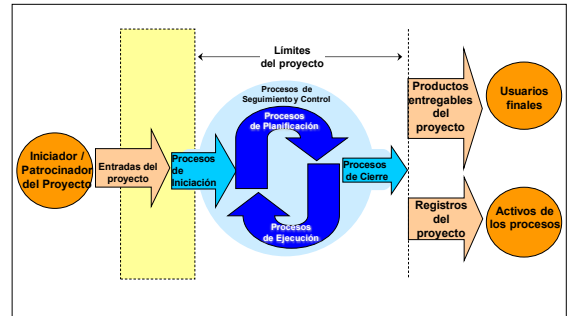 Límites
del proyecto
Procesos de
Seguimiento y Control
Procesos
de Planificación
Iniciador /
Patrocinador
del Proyecto
Entradas del
proyecto
Procesos
de
Iniciación
Procesos
de Cierre
Procesos
de Ejecución
Productos
entregables
del
proyecto
Usuarios
finales
Registros
del
proyecto
Activos de
los procesos